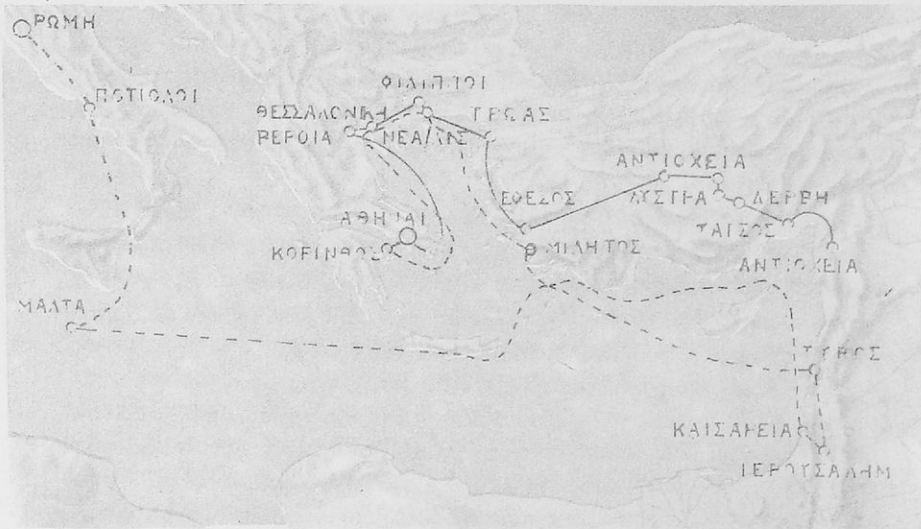 ΡΩΜΗ
ΠΟΤΙΟΛΟΙ
ΦΙΛΙΠΠΟΙ
ΘΕΣΣΑΛΟΝΙΚΗ
ΤΡΩΑΣ
ΒΕΡΟΙΑ
ΑΝΤΙΟΧΕΙΑ
ΕΦΕΣΟΣ
ΛΥΣΤΡΑ
ΔΕΡΒΗ
ΑΘΗΝΑΙ
ΤΑΡΣΟΣ
ΚΟΡΙΝΘΟΣ
ΜΙΛΗΤΟΣ
ΑΝΤΙΟΧΕΙΑ
ΜΑΛΤΑ
ΤΥΡΟΣ
ΚΑΙΣΑΡΕΙΑ
ΙΕΡΟΥΣΑΛΗΜ